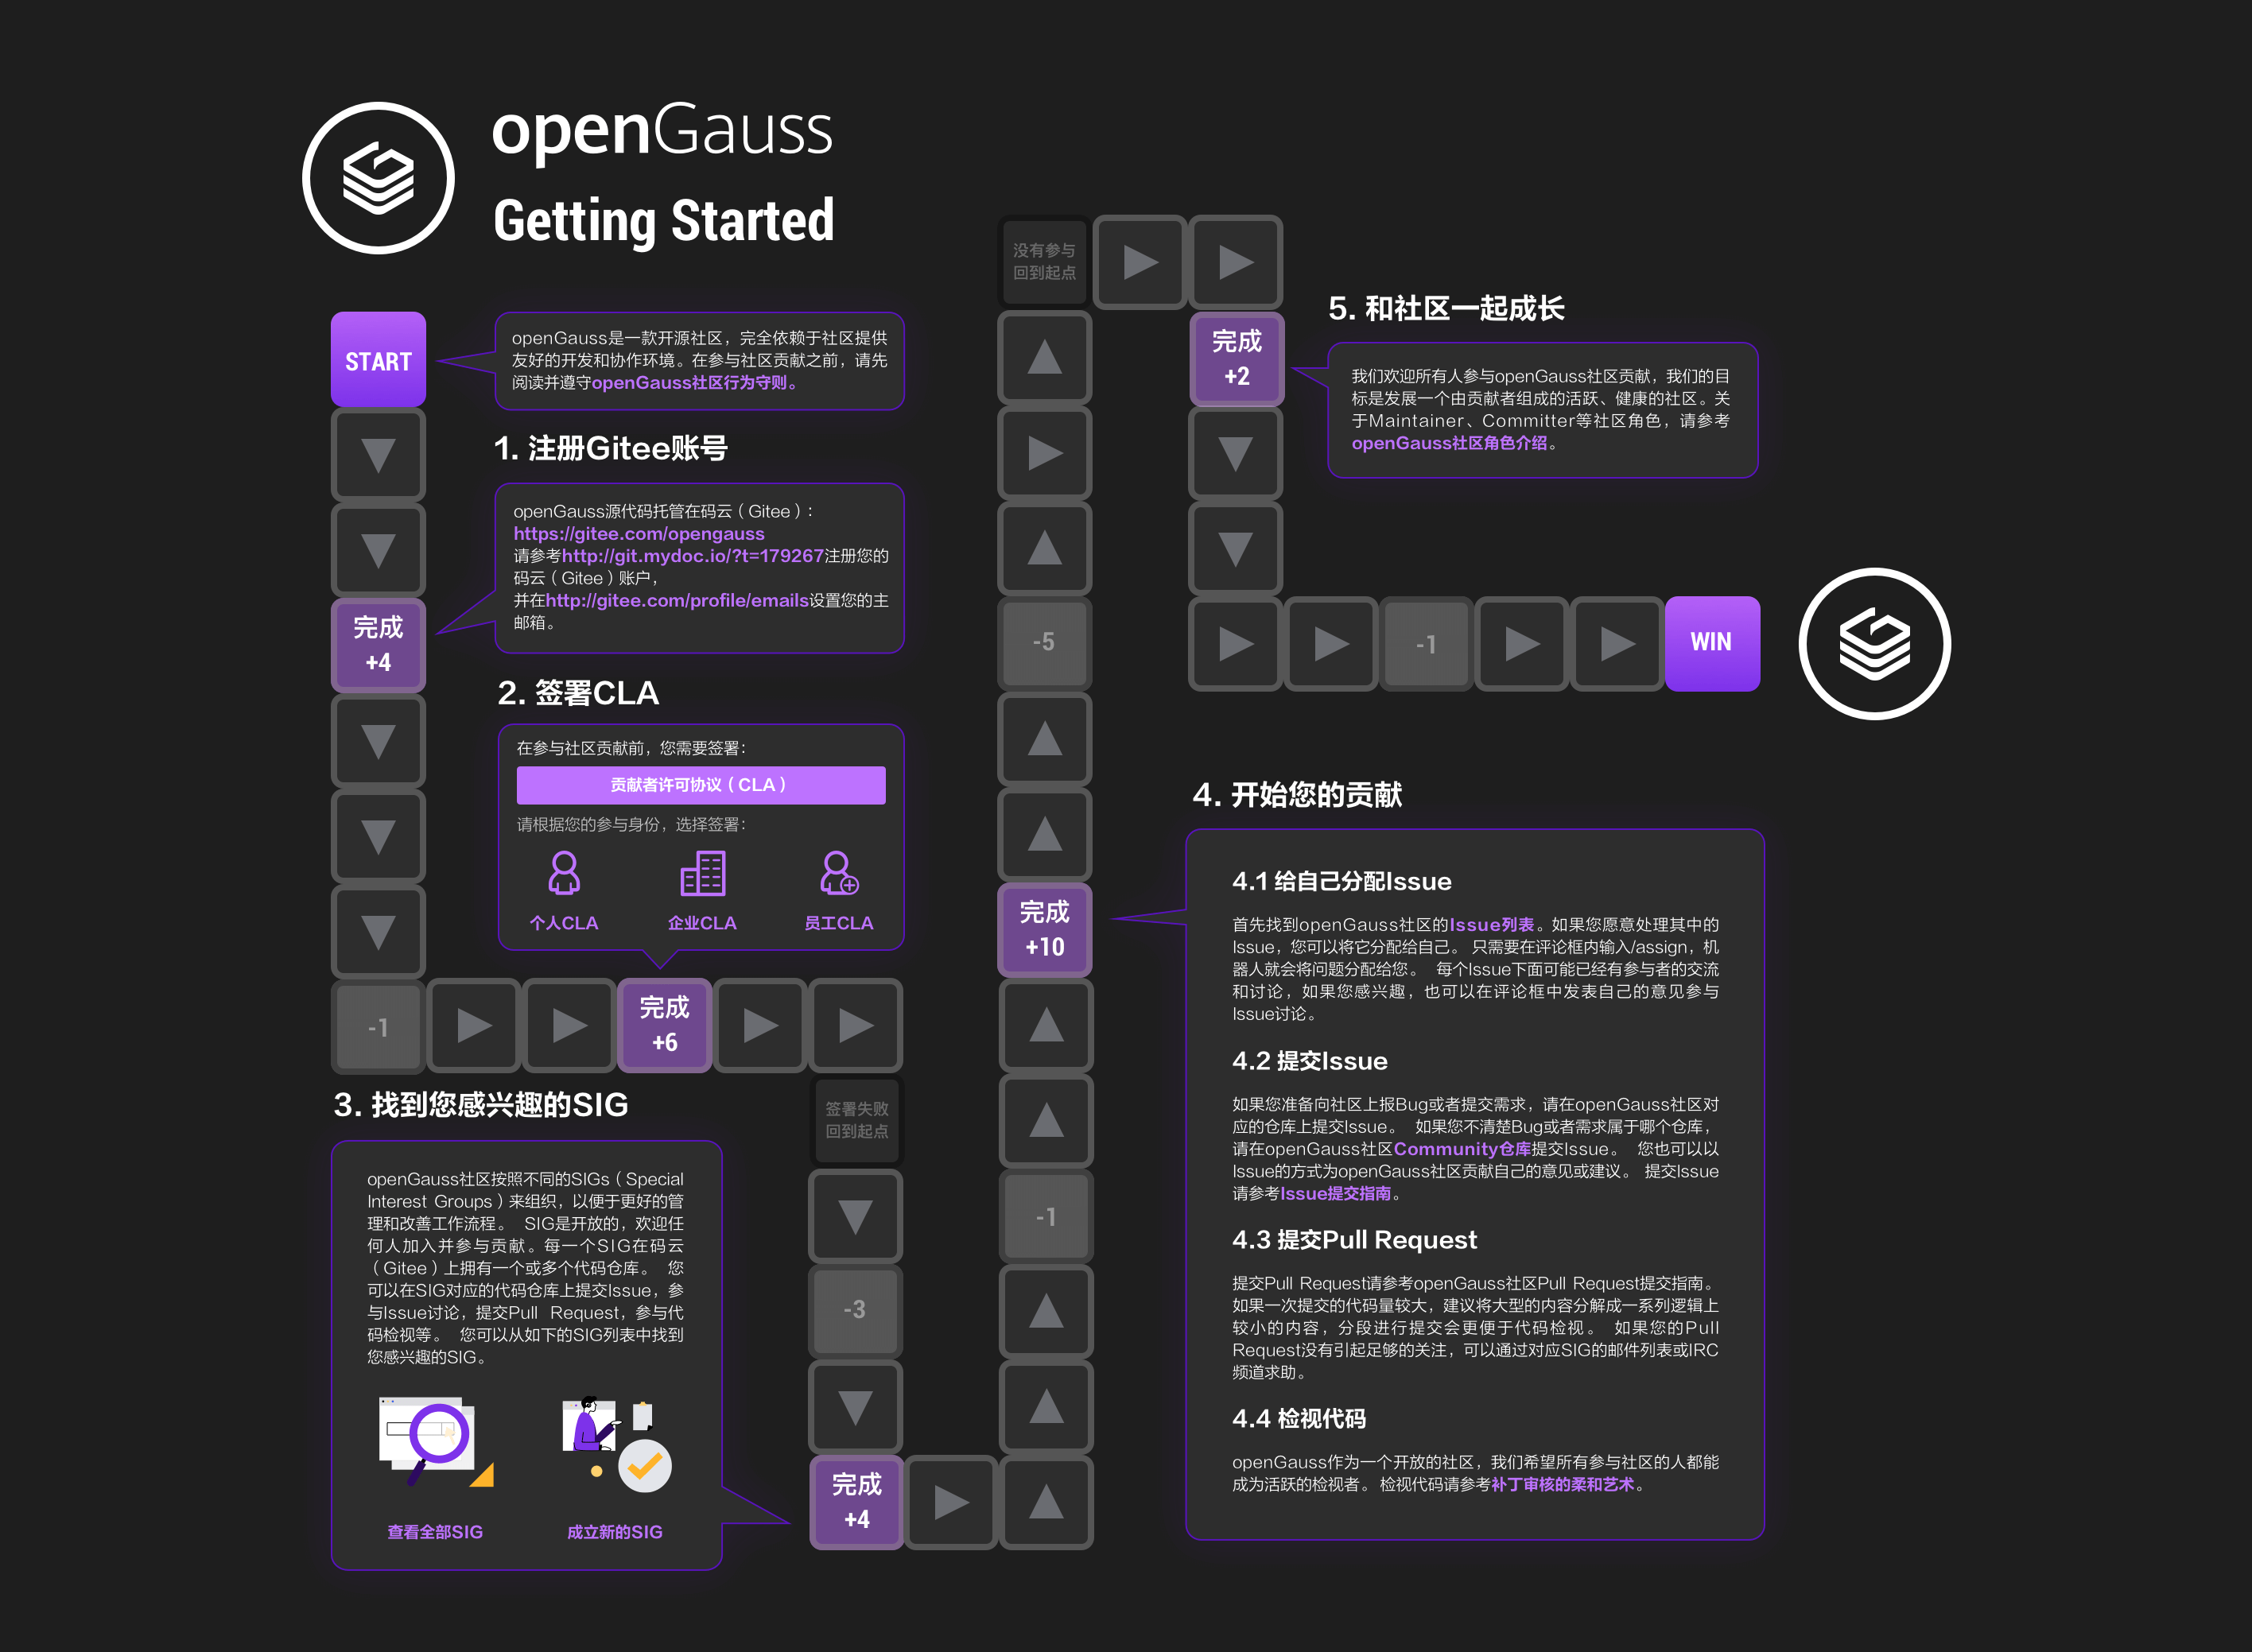 openGauss
Getting Started
START
openGauss是一款开源社区，完全依赖于社区提供
友好的开发和协作环境。在参与社区贡献之前，请先
阅读并遵守openGauss社区行为守则。
1. 注册Gitee账号
openGauss源代码托管在码云（Gitee）：
https://gitee.com/opengauss
请参考http://git.mydoc.io/?t=179267注册您的
码云（Gitee）账户，
并在http://gitee.com/profile/emails设置您的主
邮箱。
完成
+4
2. 签署CLA
在参与社区贡献前，您需要签署：
贡献者许可协议（CLA）
请根据您的参与身份，选择签署：
个人CLA
企业CLA
员工CLA
-1
完成
+6
签署失败
回到起点
-3
3. 找到您感兴趣的SIG
openGauss社区按照不同的SIGs（Special
Interest Groups）来组织，以便于更好的管
理和改善工作流程。 SIG是开放的，欢迎任
何人加入并参与贡献。每一个SIG在码云
（Gitee）上拥有一个或多个代码仓库。 您
可以在SIG对应的代码仓库上提交Issue，参
与Issue讨论，提交Pull Request，参与代
码检视等。 您可以从如下的SIG列表中找到
您感兴趣的SIG。
查看全部SIG
成立新的SIG
完成
+4
-1
完成
+10
4. 开始您的贡献
4.1 给自己分配Issue
首先找到openGauss社区的Issue列表。如果您愿意处理其中的
Issue，您可以将它分配给自己。 只需要在评论框内输入/assign，机
器人就会将问题分配给您。 每个Issue下面可能已经有参与者的交流
和讨论，如果您感兴趣，也可以在评论框中发表自己的意见参与
Issue讨论。
4.2 提交Issue
如果您准备向社区上报Bug或者提交需求，请在openGauss社区对
应的仓库上提交Issue。 如果您不清楚Bug或者需求属于哪个仓库，
请在openGauss社区Community仓库提交Issue。 您也可以以
Issue的方式为openGauss社区贡献自己的意见或建议。 提交Issue
请参考Issue提交指南。
4.3 提交Pull Request
提交Pull Request请参考openGauss社区Pull Request提交指南。
如果一次提交的代码量较大，建议将大型的内容分解成一系列逻辑上
较小的内容，分段进行提交会更便于代码检视。 如果您的Pull
Request没有引起足够的关注，可以通过对应SIG的邮件列表或IRC
频道求助。
4.4 检视代码
openGauss作为一个开放的社区，我们希望所有参与社区的人都能
成为活跃的检视者。 检视代码请参考补丁审核的柔和艺术。
-5
没有参与
回到起点
完成
+2
5. 和社区一起成长
我们欢迎所有人参与openGauss社区贡献，我们的目
标是发展一个由贡献者组成的活跃、健康的社区。关
于Maintainer、Committer等社区角色，请参考
openGauss社区角色介绍。
-1
WIN